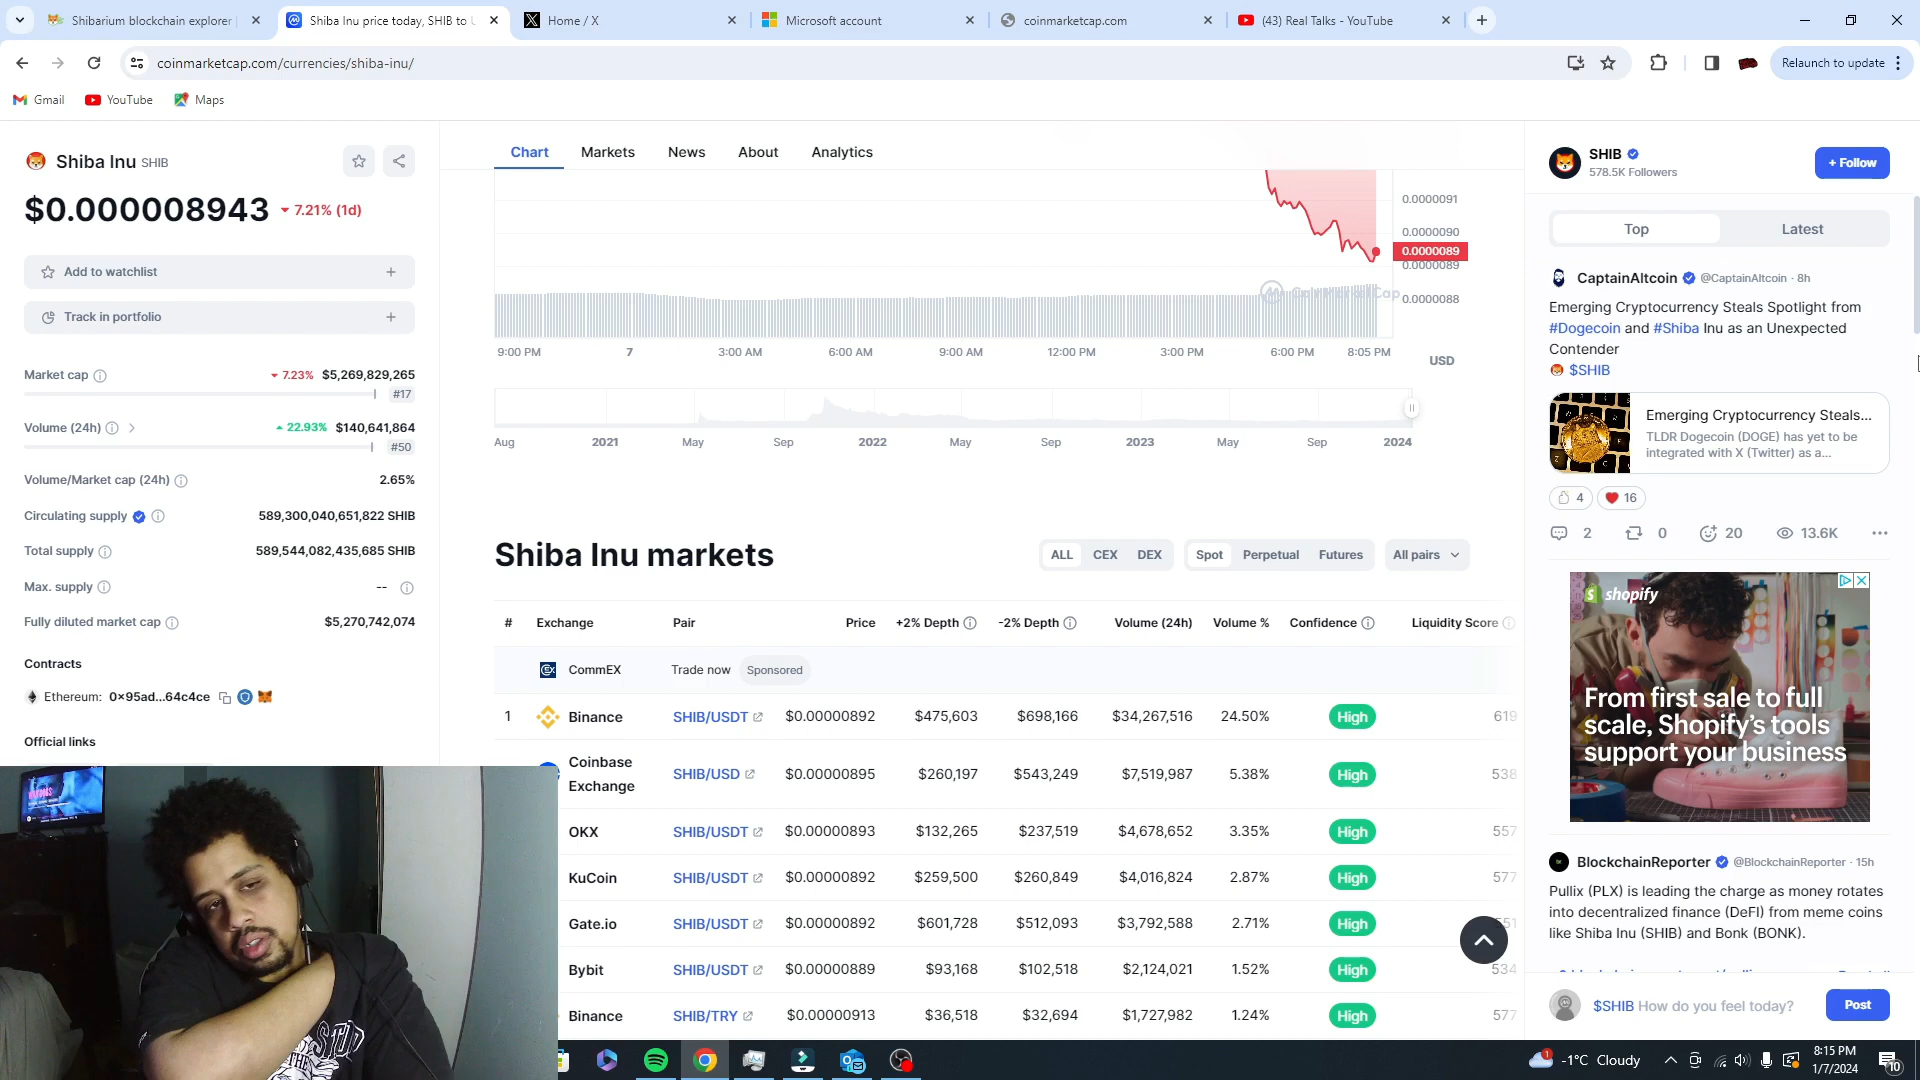 Shibarium blockchain explorer
Shiba Inu price today, SHIB to U
Home / X
Microsoft account
coinmarketcap.com
(43) Real Talks - YouTube
coinmarketcap.com/currencies/shiba-inu/
Relaunch to update
Gmail
YouTube
Maps
Shiba Inu SHIB
$0.000008943
7.21% (1d)
Add to watchlist
Track in portfolio
Market cap
7.23% $5,269,829,265
#17
Volume (24h)
22.93% $140,641,864
#50
Volume/Market cap (24h)
2.65%
Circulating supply
589,300,040,651,822 SHIB
Total supply
589,544,082,435,685 SHIB
Max. supply
--
Fully diluted market cap
$5,270,742,074
Contracts
Ethereum: 0x95ad...64c4ce
Official links
Chart Markets News About Analytics
0.0000091
0.0000090
0.0000089
0.0000089
0.0000088
CoinMarketCap
9:00 PM 7 3:00 AM 6:00 AM 9:00 AM 12:00 PM 3:00 PM 6:00 PM 8:05 PM
USD
Aug 2021 May Sep 2022 May Sep 2023 May Sep 2024
Shiba Inu markets
ALL CEX DEX
Spot Perpetual Futures
All pairs
# Exchange Pair Price +2% Depth -2% Depth Volume (24h) Volume % Confidence Liquidity Score
CommEX Trade now Sponsored
1 Binance SHIB/USDT $0.00000892 $475,603 $698,166 $34,267,516 24.50% High 619
Coinbase Exchange SHIB/USD $0.00000895 $260,197 $543,249 $7,519,987 5.38% High 538
OKX SHIB/USDT $0.00000893 $132,265 $237,519 $4,678,652 3.35% High 557
KuCoin SHIB/USDT $0.00000892 $259,500 $260,849 $4,016,824 2.87% High 577
Gate.io SHIB/USDT $0.00000892 $601,728 $512,093 $3,792,588 2.71% High 551
Bybit SHIB/USDT $0.00000889 $93,168 $102,518 $2,124,021 1.52% High 534
Binance SHIB/TRY $0.00000913 $36,518 $32,694 $1,727,982 1.24% High 577
SHIB
578.5K Followers
+ Follow
Top Latest
CaptainAltcoin @CaptainAltcoin · 8h
Emerging Cryptocurrency Steals Spotlight from
#Dogecoin and #Shiba Inu as an Unexpected
Contender
$SHIB
Emerging Cryptocurrency Steals...
TLDR Dogecoin (DOGE) has yet to be
integrated with X (Twitter) as a...
4 16
2 0 20 13.6K
shopify
From first sale to full
scale, Shopify's tools
support your business
BlockchainReporter @BlockchainReporter · 15h
Pullix (PLX) is leading the charge as money rotates
into decentralized finance (DeFI) from meme coins
like Shiba Inu (SHIB) and Bonk (BONK).
$SHIB How do you feel today?
Post
1
-1°C Cloudy
8:15 PM
1/7/2024
10